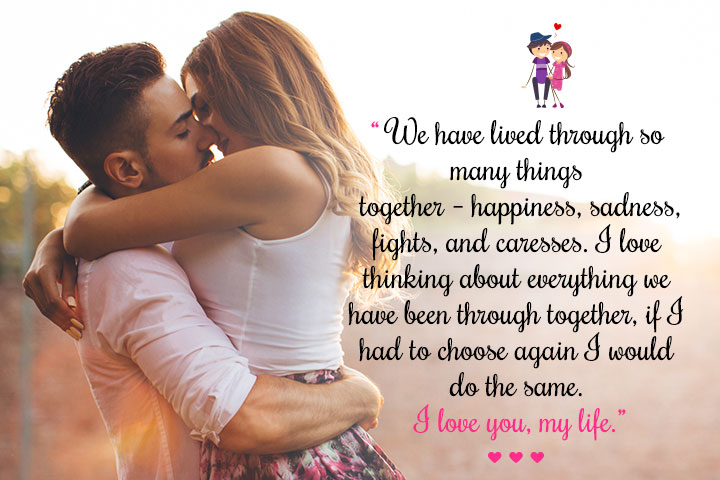 “We have lived through so
many things
together - happiness, sadness,
fights, and caresses. I love
thinking about everything we
have been through together, if I
had to choose again I would
do the same.
I love you, my life.”